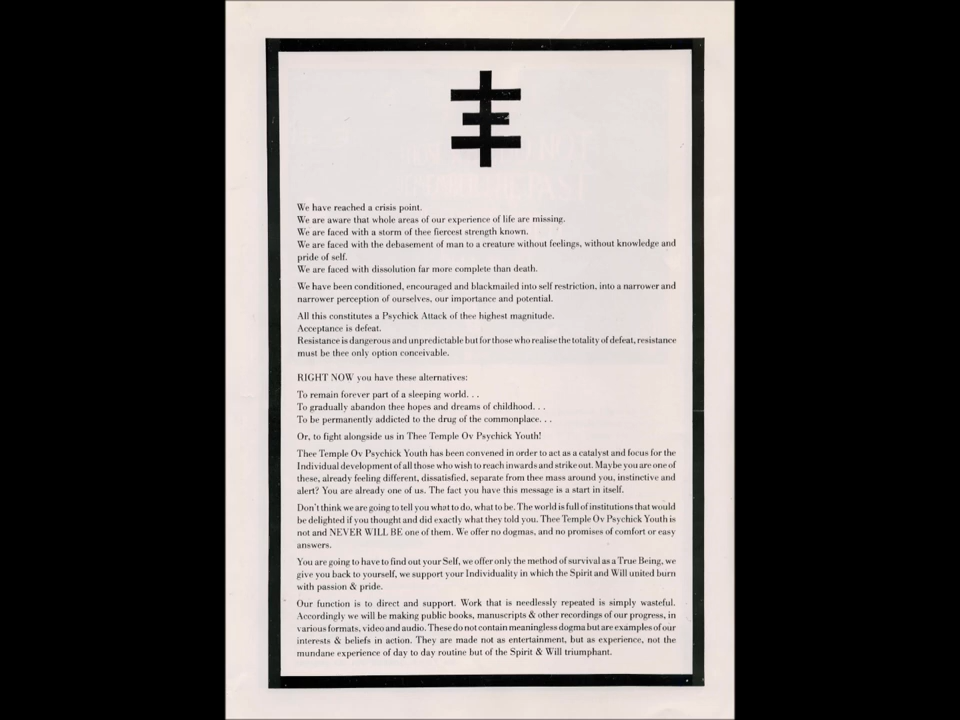 We have reached a crisis point.
We are aware that whole areas of our experience of life are missing.
We are faced with a storm of thee fiercest strength known.
We are faced with the debasement of man to a creature without feelings, without knowledge and
pride of self.
We are faced with dissolution far more complete than death.
We have been conditioned, encouraged and blackmailed into self restriction, into a narrower and
narrower perception of ourselves, our importance and potential.
All this constitutes a Psychick Attack of thee highest magnitude.
Acceptance is defeat.
Resistance is dangerous and unpredictable but for those who realise the totality of defeat, resistance
must be thee only option conceivable.
RIGHT NOW you have these alternatives:
To remain forever part of a sleeping world. . .
To gradually abandon thee hopes and dreams of childhood. . .
To be permanently addicted to the drug of the commonplace. . .
Or, to fight alongside us in Thee Temple Ov Psychick Youth!
Thee Temple Ov Psychick Youth has been convened in order to act as a catalyst and focus for the
Individual development of all those who wish to reach inwards and strike out. Maybe you are one of
these, already feeling different, dissatisfied, separate from thee mass around you, instinctive and
alert? You are already one of us. The fact you have this message is a start in itself.
Don't think we are going to tell you what to do, what to be. The world is full of institutions that would
be delighted if you thought and did exactly what they told you. Thee Temple Ov Psychick Youth is
not and NEVER WILL BE one of them. We offer no dogmas, and no promises of comfort or easy
answers.
You are going to have to find out your Self, we offer only the method of survival as a True Being, we
give you back to yourself, we support your Individuality in which the Spirit and Will united burn
with passion & pride.
Our function is to direct and support. Work that is needlessly repeated is simply wasteful.
Accordingly we will be making public books, manuscripts & other recordings of our progress, in
various formats, video and audio. These do not contain meaningless dogma but are examples of our
interests & beliefs in action. They are made not as entertainment, but as experience, not the
mundane experience of day to day routine but of the Spirit & Will triumphant.